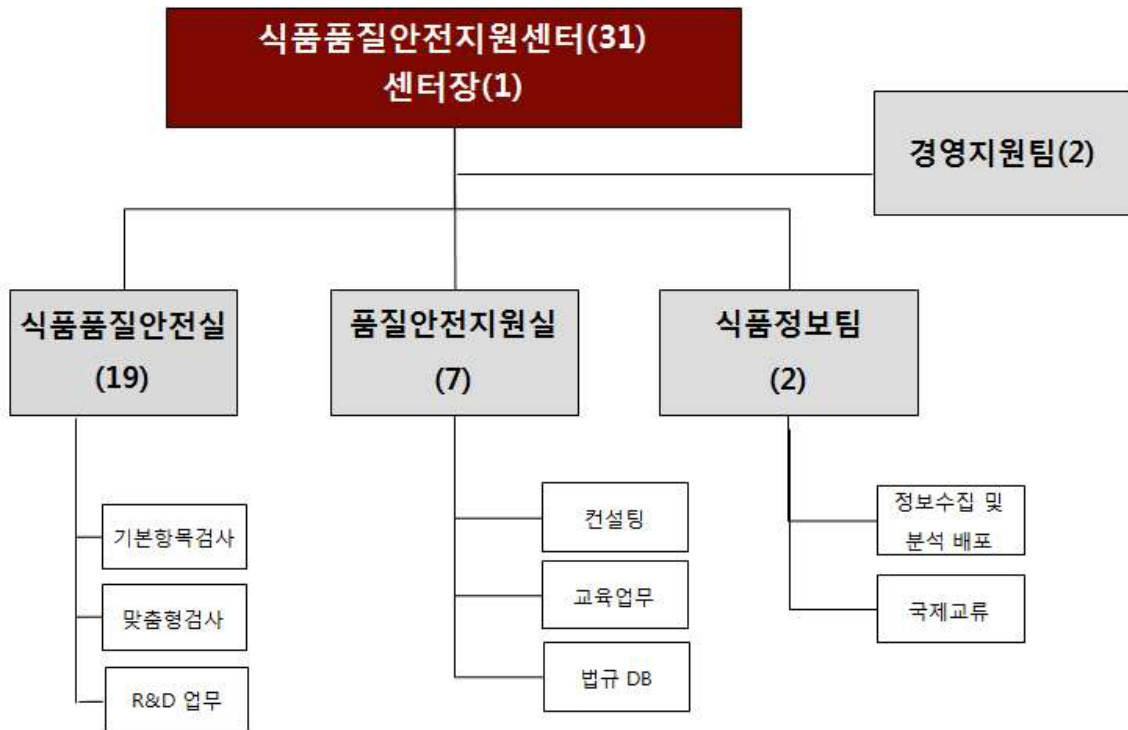 식품품질안전지원센터(31)
센터장(1)
경영지원팀(2)
식품품질안전실
(19)
품질안전지원실
(7)
식품정보팀
(2)
기본항목검사
맞춤형검사
R&D 업무
컨설팅
교육업무
법규 DB
정보수집 및
분석 배포
국제교류